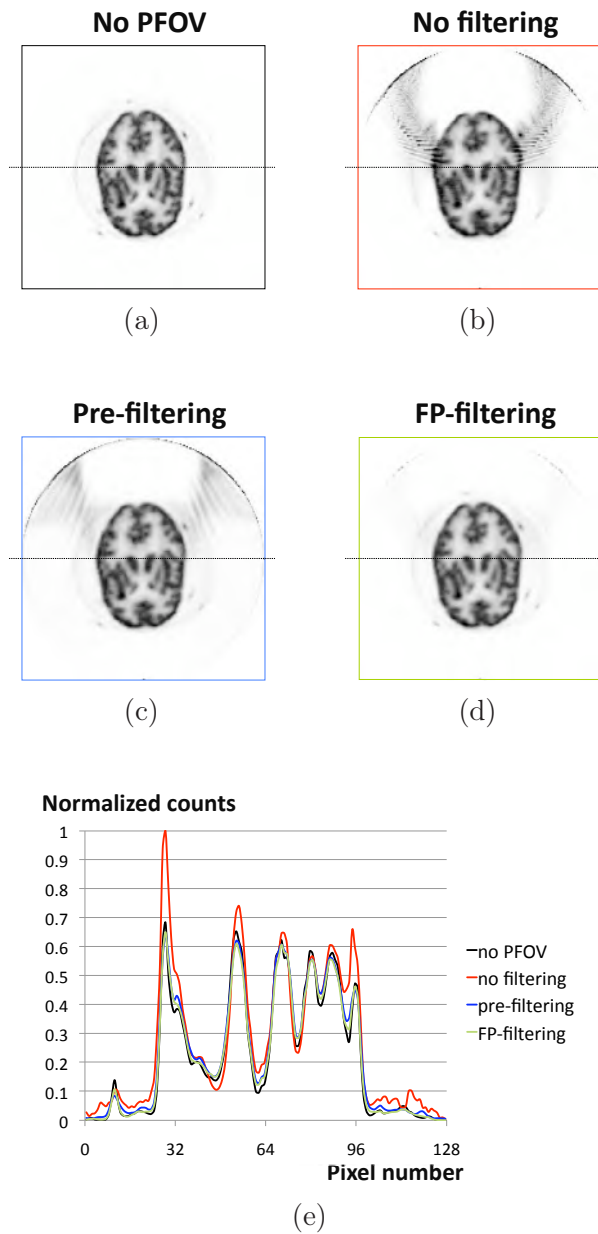 No PFOV
No filtering
(a)
(b)
Pre-filtering
FP-filtering
(c)
(d)
Normalized counts
1
0.9
0.8
0.7
0.6
0.5
0.4
0.3
0.2
0.1
0
no PFOV
no filtering
pre-filtering
FP-filtering
0 32 64 96 128
Pixel number
(e)